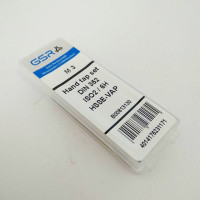 GSR
M 3
Hand tap set
DIN 352
ISO2 / 6H
HSSE-VAP